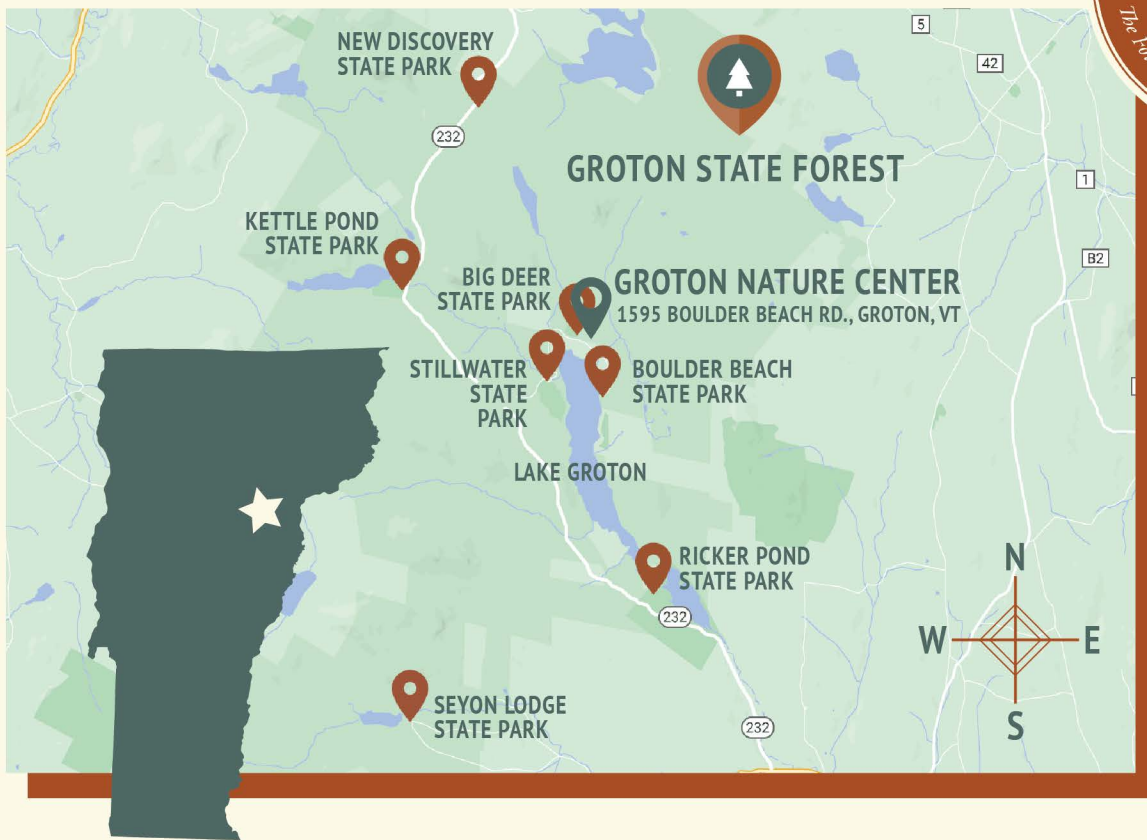 The
5
NEW DISCOVERY
STATE PARK
42
232
GROTON STATE FOREST
1
KETTLE POND
STATE PARK
B2
BIG DEER
STATE PARK
GROTON NATURE CENTER
1595 BOULDER BEACH RD., GROTON, VT
STILLWATER
STATE
PARK
BOULDER BEACH
STATE PARK
LAKE GROTON
RICKER POND
STATE PARK
N
232
W
E
SEYON LODGE
STATE PARK
S
232